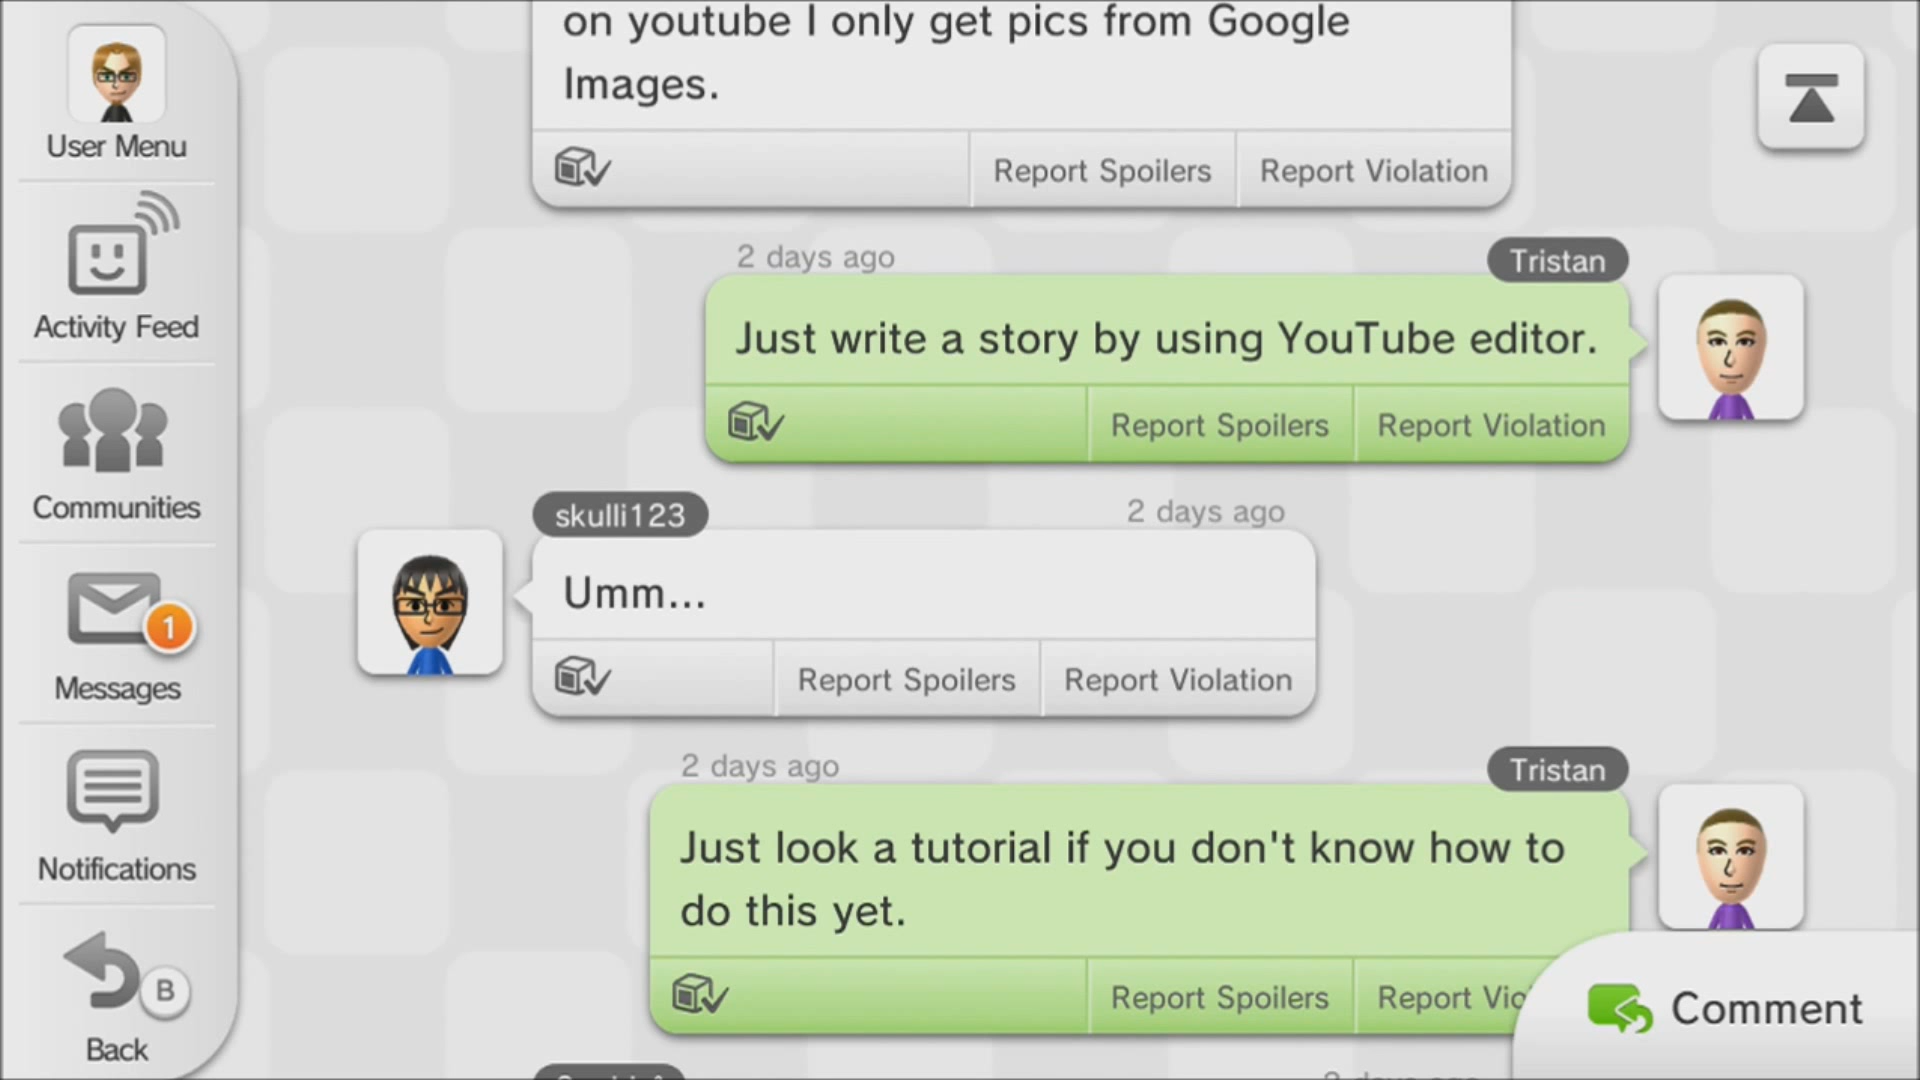 on youtube I only get pics from Google
Images.
Report Spoilers
Report Violation
2 days ago
Tristan
Just write a story by using YouTube editor.
Report Spoilers
Report Violation
skulli123
2 days ago
Umm...
Report Spoilers
Report Violation
2 days ago
Tristan
Just look a tutorial if you don't know how to
do this yet.
Report Spoilers
Report
Comment
User Menu
Activity Feed
Communities
1
Messages
Notifications
B
Back